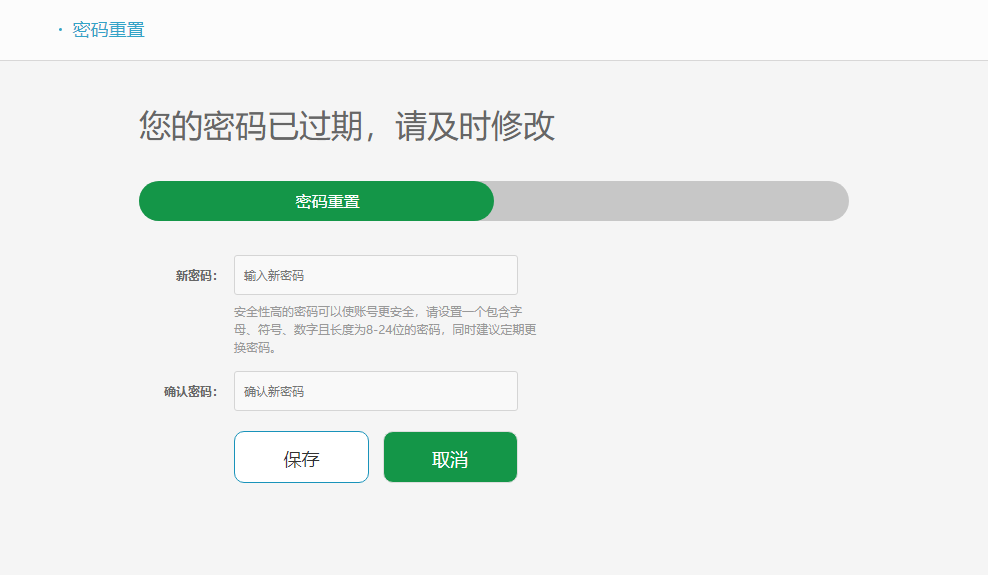 · 密码重置
您的密码已过期，请及时修改
密码重置
新密码： 输入新密码
安全性高的密码可以使账号更安全，请设置一个包含字
母、符号、数字且长度为8-24位的密码，同时建议定期更
换密码。
确认密码： 确认新密码
保存 取消